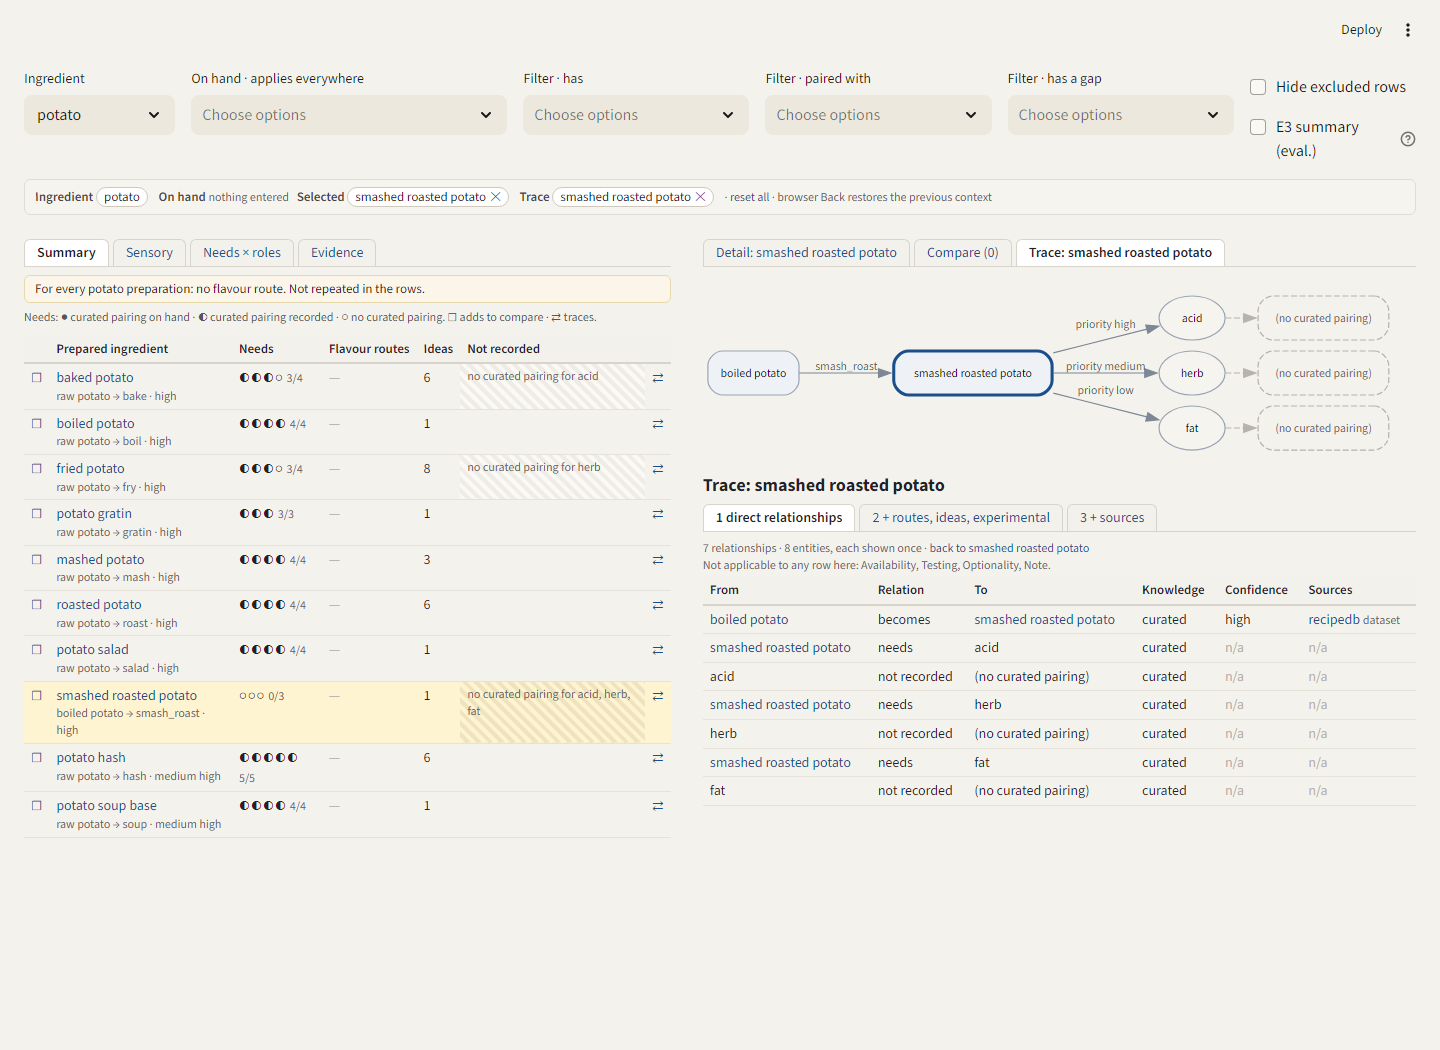 Deploy
Ingredient
potato
On hand · applies everywhere
Choose options
Filter · has
Choose options
Filter · paired with
Choose options
Filter · has a gap
Choose options
Hide excluded rows
E3 summary
(eval.)
Ingredient potato On hand nothing entered Selected smashed roasted potato Trace smashed roasted potato · reset all · browser Back restores the previous context
Summary Sensory Needs × roles Evidence
For every potato preparation: no flavour route. Not repeated in the rows.
Needs: ● curated pairing on hand · ◐ curated pairing recorded · ○ no curated pairing. ❐ adds to compare · ⇄ traces.
Prepared ingredient Needs Flavour routes Ideas Not recorded
❐ baked potato ◐◐◐○ 3/4 — 6 no curated pairing for acid ⇄
raw potato → bake · high
❐ boiled potato ◐◐◐◐ 4/4 — 1 ⇄
raw potato → boil · high
❐ fried potato ◐◐◐○ 3/4 — 8 no curated pairing for herb ⇄
raw potato → fry · high
❐ potato gratin ◐◐◐ 3/3 — 1 ⇄
raw potato → gratin · high
❐ mashed potato ◐◐◐◐ 4/4 — 3 ⇄
raw potato → mash · high
❐ roasted potato ◐◐◐◐ 4/4 — 6 ⇄
raw potato → roast · high
❐ potato salad ◐◐◐◐ 4/4 — 1 ⇄
raw potato → salad · high
❐ smashed roasted potato ○○○ 0/3 — 1 no curated pairing for acid, herb, ⇄
boiled potato → smash_roast · fat
high
❐ potato hash ◐◐◐◐◐ — 6 ⇄
raw potato → hash · medium high 5/5
❐ potato soup base ◐◐◐◐ 4/4 — 1 ⇄
raw potato → soup · medium high
Detail: smashed roasted potato Compare (0) Trace: smashed roasted potato
boiled potato
smash_roast
smashed roasted potato
priority high
acid
(no curated pairing)
priority medium
herb
(no curated pairing)
priority low
fat
(no curated pairing)
Trace: smashed roasted potato
1 direct relationships 2 + routes, ideas, experimental 3 + sources
7 relationships · 8 entities, each shown once · back to smashed roasted potato
Not applicable to any row here: Availability, Testing, Optionality, Note.
From Relation To Knowledge Confidence Sources
boiled potato becomes smashed roasted potato curated high recipedb dataset
smashed roasted potato needs acid curated n/a n/a
acid not recorded (no curated pairing) curated n/a n/a
smashed roasted potato needs herb curated n/a n/a
herb not recorded (no curated pairing) curated n/a n/a
smashed roasted potato needs fat curated n/a n/a
fat not recorded (no curated pairing) curated n/a n/a